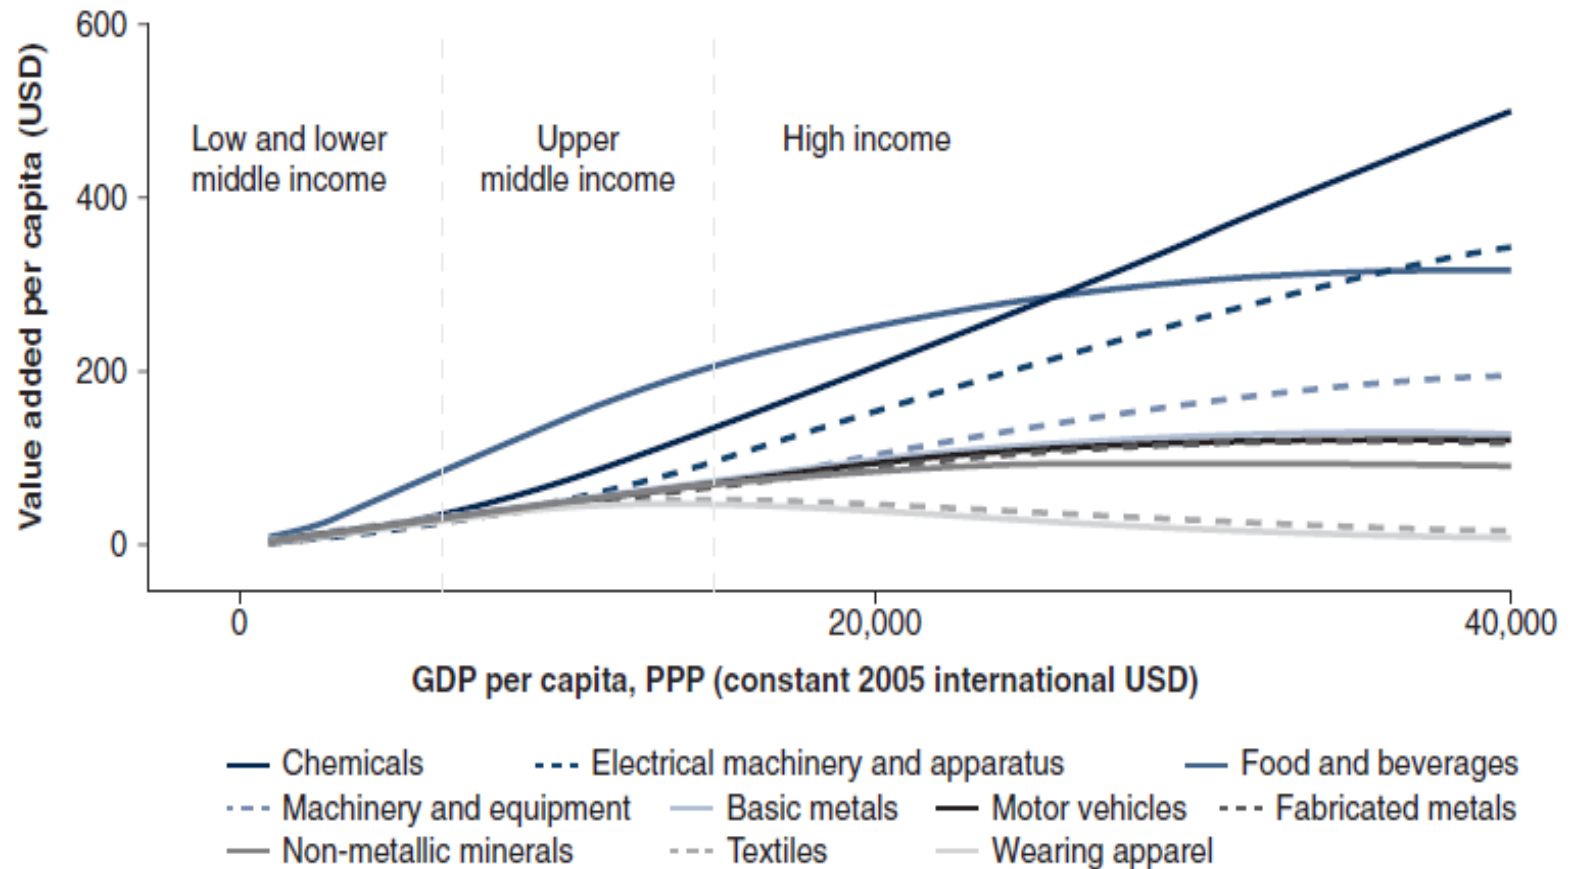 600
400
200
0
Value added per capita (USD)
Low and lower
middle income
Upper
middle income
High income
0
20,000
40,000
GDP per capita, PPP (constant 2005 international USD)
Chemicals
Electrical machinery and apparatus
Food and beverages
Machinery and equipment
Basic metals
Motor vehicles
Fabricated metals
Non-metallic minerals
Textiles
Wearing apparel